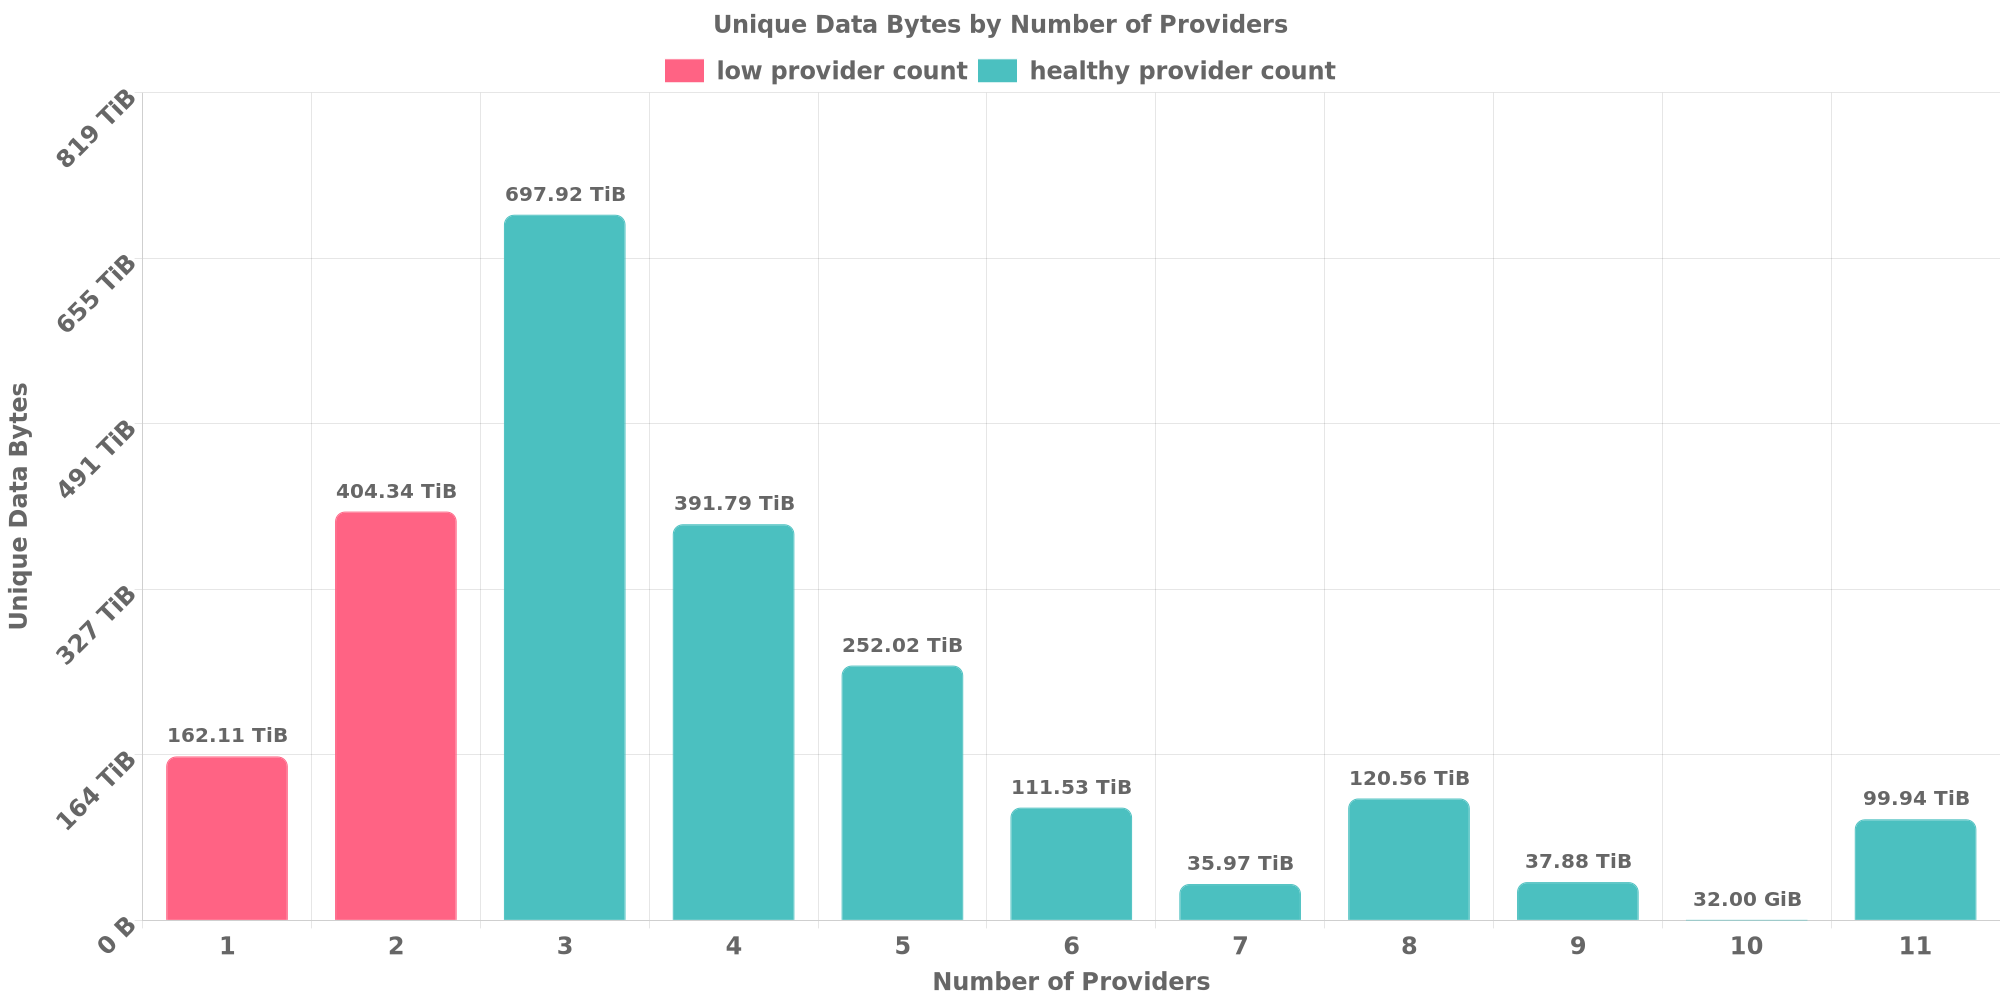 Unique Data Bytes by Number of Providers
low provider count healthy provider count
819 TiB
655 TiB
491 TiB
327 TiB
164 TiB
0 B
Unique Data Bytes
162.11 TiB
404.34 TiB
697.92 TiB
391.79 TiB
252.02 TiB
111.53 TiB
35.97 TiB
120.56 TiB
37.88 TiB
32.00 GiB
99.94 TiB
1 2 3 4 5 6 7 8 9 10 11
Number of Providers